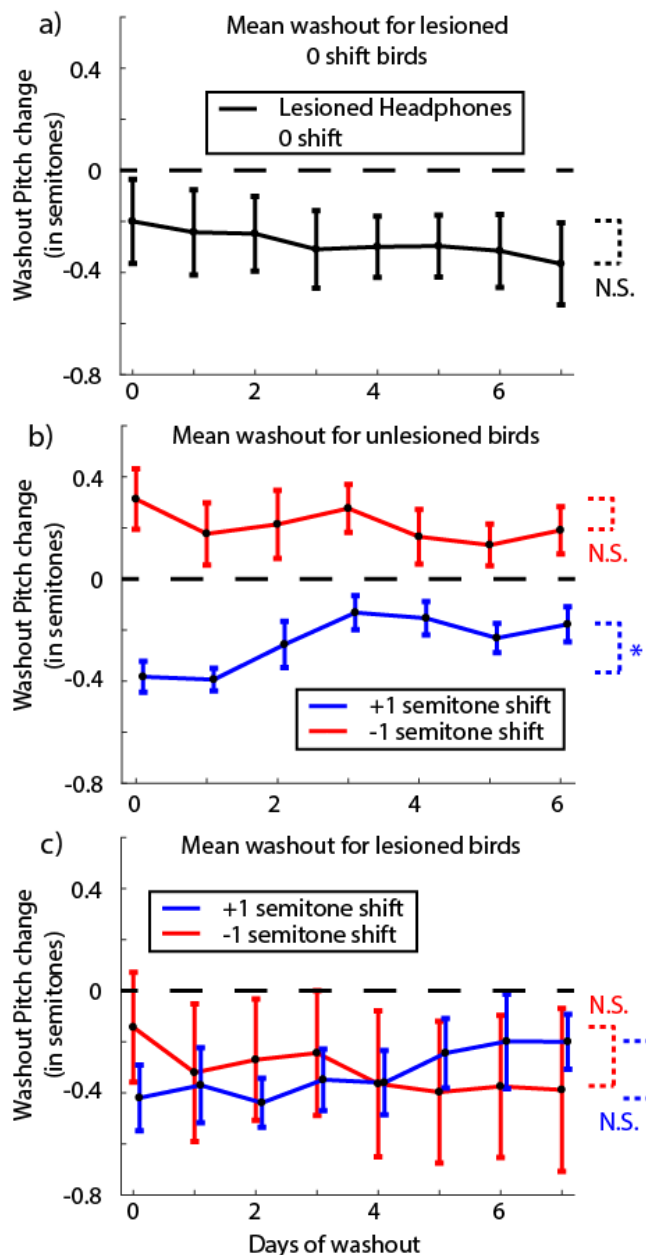 a)
Mean washout for lesioned
0 shift birds
0.4
Lesioned Headphones
0 shift
0
-0.4
-0.8
Washout Pitch change
(in semitones)
N.S.
0 2 4 6
b)
Mean washout for unlesioned birds
0.4
0
-0.4
-0.8
Washout Pitch change
(in semitones)
N.S.
*
+1 semitone shift
-1 semitone shift
0 2 4 6
c)
Mean washout for lesioned birds
0.4
+1 semitone shift
-1 semitone shift
0
-0.4
-0.8
Washout Pitch change
(in semitones)
N.S.
N.S.
0 2 4 6
Days of washout